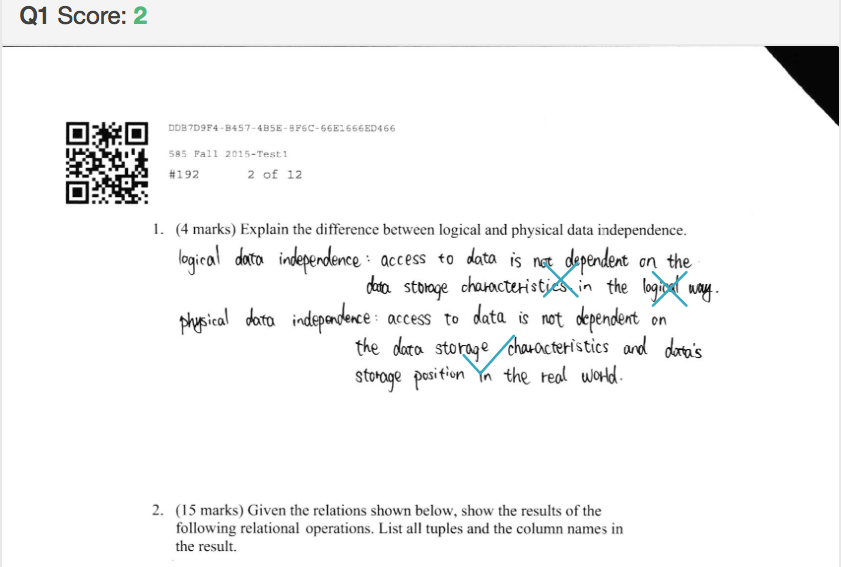 Q1 Score: 2
DDB7D9F4-B457-4B5E-8F6C-66E1666ED466
585 Fall 2015-Test1
#192 2 of 12
1. (4 marks) Explain the difference between logical and physical data independence.
logical data independence: access to data is not dependent on the
data storage characteristics in the logical way.
physical data independence: access to data is not dependent on
the data storage characteristics and data's
storage position in the real world.
2. (15 marks) Given the relations shown below, show the results of the
following relational operations. List all tuples and the column names in
the result.